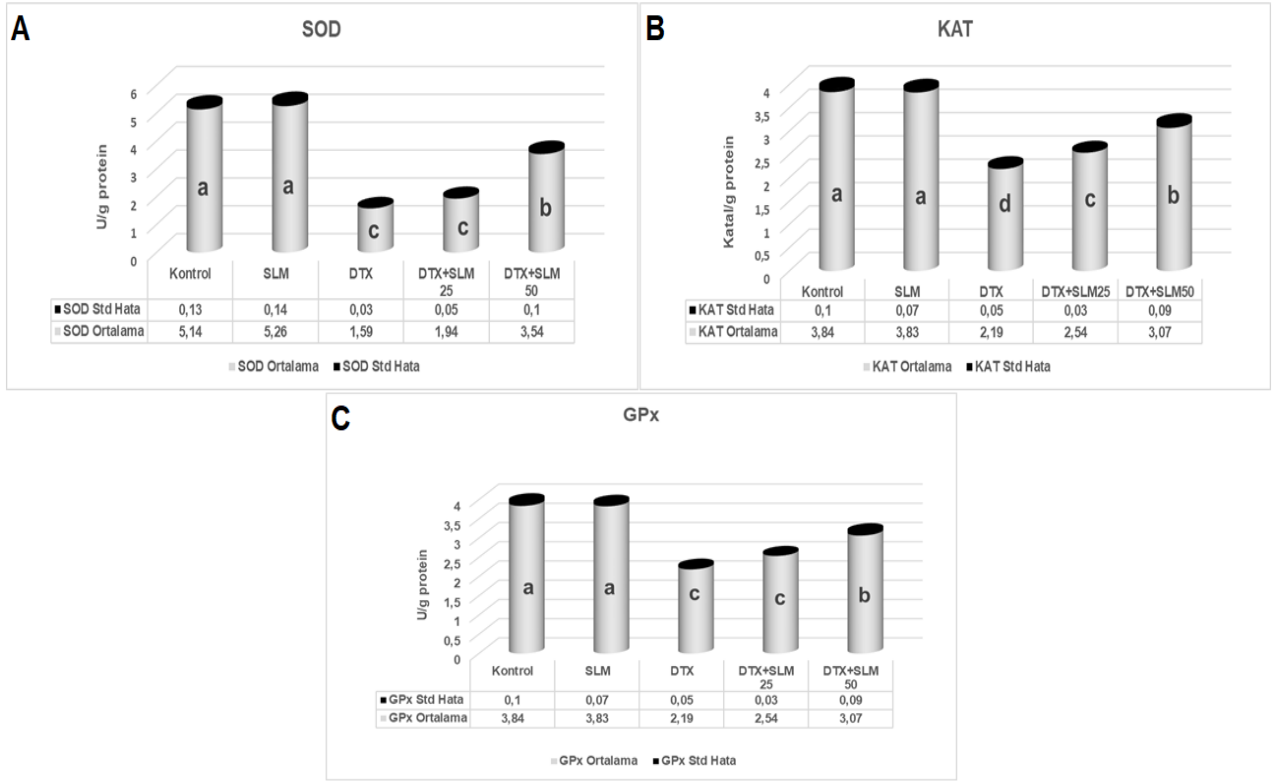 A
SOD
U/g protein
6
5
4
3
2
1
0
a
a
c
c
b
Kontrol SLM DTX DTX+SLM 25 DTX+SLM 50
SOD Std Hata 0,13 0,14 0,03 0,05 0,1
SOD Ortalama 5,14 5,26 1,59 1,94 3,54
SOD Ortalama SOD Std Hata
B
KAT
Katal/g protein
4
3,5
3
2,5
2
1,5
1
0,5
0
a
a
d
c
b
Kontrol SLM DTX DTX+SLM25 DTX+SLM50
KAT Std Hata 0,1 0,07 0,05 0,03 0,09
KAT Ortalama 3,84 3,83 2,19 2,54 3,07
KAT Ortalama KAT Std Hata
C
GPx
U/g protein
4
3,5
3
2,5
2
1,5
1
0,5
0
a
a
c
c
b
Kontrol SLM DTX DTX+SLM 25 DTX+SLM 50
GPx Std Hata 0,1 0,07 0,05 0,03 0,09
GPx Ortalama 3,84 3,83 2,19 2,54 3,07
GPx Ortalama GPx Std Hata